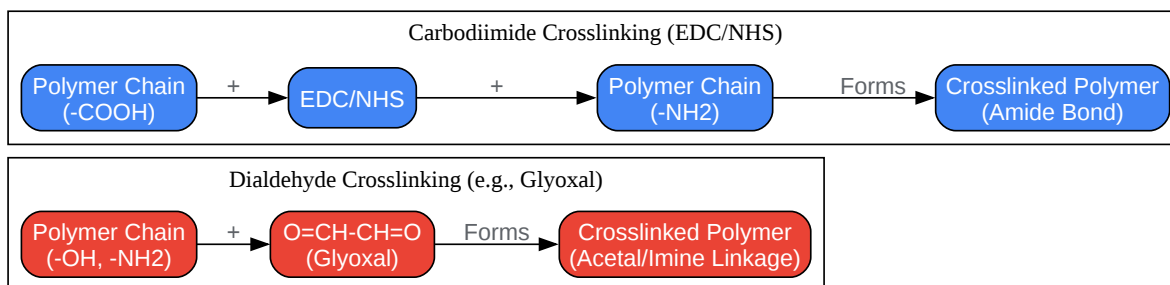 Carbodiimide Crosslinking (EDC/NHS)
Polymer Chain
(-COOH)
+
EDC/NHS
+
Polymer Chain
(-NH2)
Forms
Crosslinked Polymer
(Amide Bond)
Dialdehyde Crosslinking (e.g., Glyoxal)
Polymer Chain
(-OH, -NH2)
+
O=CH-CH=O
(Glyoxal)
Forms
Crosslinked Polymer
(Acetal/Imine Linkage)